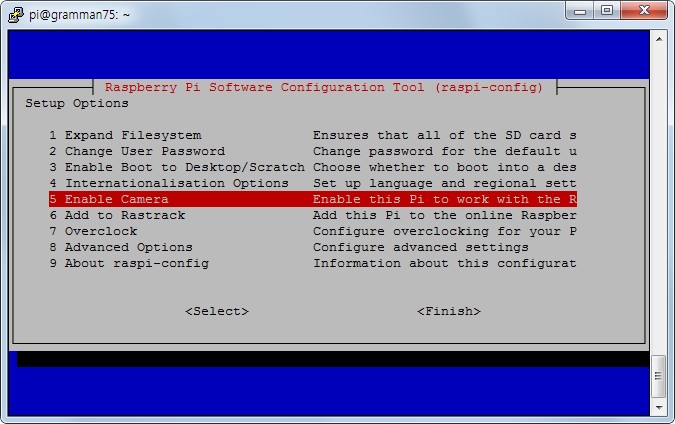 pi@gramman75: ~
Raspberry Pi Software Configuration Tool (raspi-config)
Setup Options
1 Expand Filesystem Ensures that all of the SD card s
2 Change User Password Change password for the default u
3 Enable Boot to Desktop/Scratch Choose whether to boot into a des
4 Internationalisation Options Set up language and regional sett
5 Enable Camera Enable this Pi to work with the R
6 Add to Rastrack Add this Pi to the online Raspber
7 Overclock Configure overclocking for your P
8 Advanced Options Configure advanced settings
9 About raspi-config Information about this configurat
<Select> <Finish>